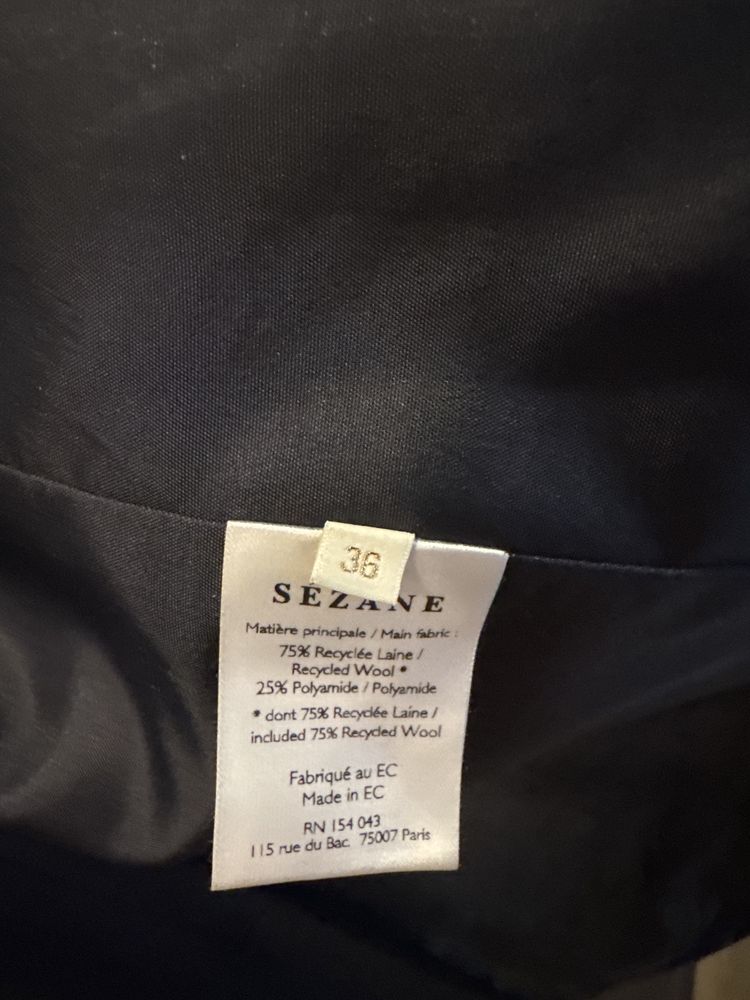 36
SÉZANE
Matière principale / Main fabric :
75% Recyclée Laine /
Recycled Wool *
25% Polyamide / Polyamide
* dont 75% Recyclée Laine /
included 75% Recycled Wool
Fabriqué au EC
Made in EC
RN 154 043
115 rue du Bac. 75007 Paris